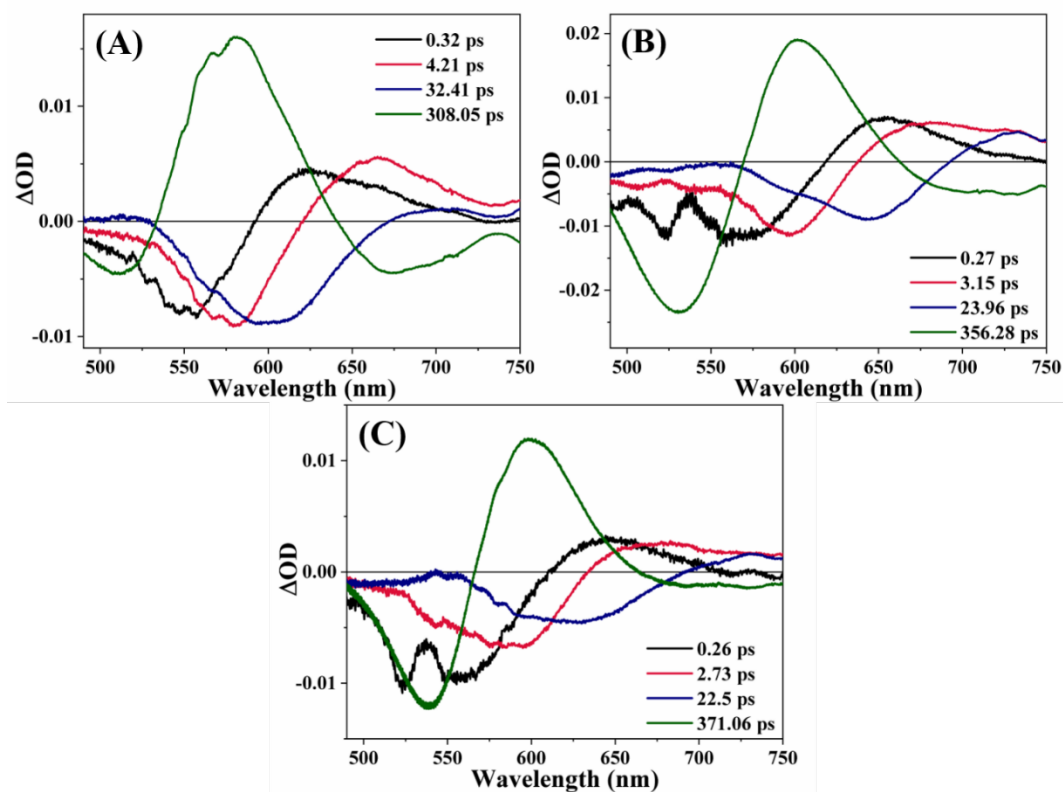 (A)
0.32 ps
4.21 ps
32.41 ps
308.05 ps
0.01
0.00
-0.01
ΔOD
500 550 600 650 700 750
Wavelength (nm)
(B)
0.02
0.01
0.00
-0.01
-0.02
ΔOD
0.27 ps
3.15 ps
23.96 ps
356.28 ps
500 550 600 650 700 750
Wavelength (nm)
(C)
0.01
0.00
-0.01
ΔOD
0.26 ps
2.73 ps
22.5 ps
371.06 ps
500 550 600 650 700 750
Wavelength (nm)